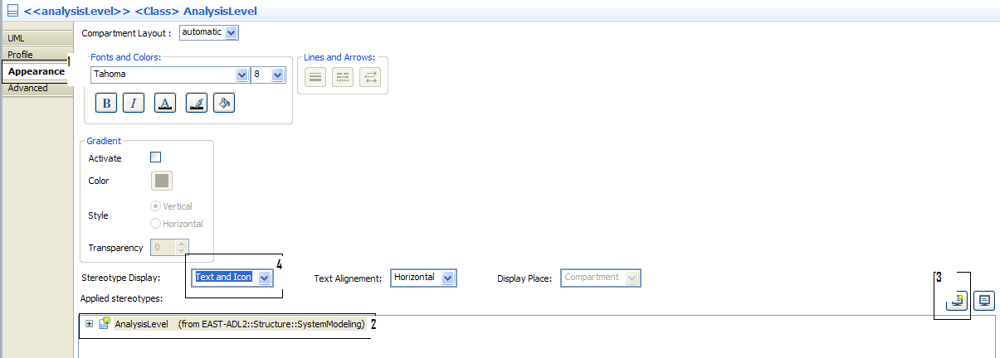 <<analysisLevel>> <Class> AnalysisLevel
UML
Profile
1
Appearance
Advanced
Compartment Layout : automatic
Fonts and Colors:
Tahoma 8
B I A
Lines and Arrows:
Gradient
Activate
Color
Style
Vertical
Horizontal
Transparency 0
4
Stereotype Display: Text and Icon Text Alignement: Horizontal Display Place: Compartment
3
Applied stereotypes:
AnalysisLevel (from EAST-ADL2::Structure::SystemModeling) 2